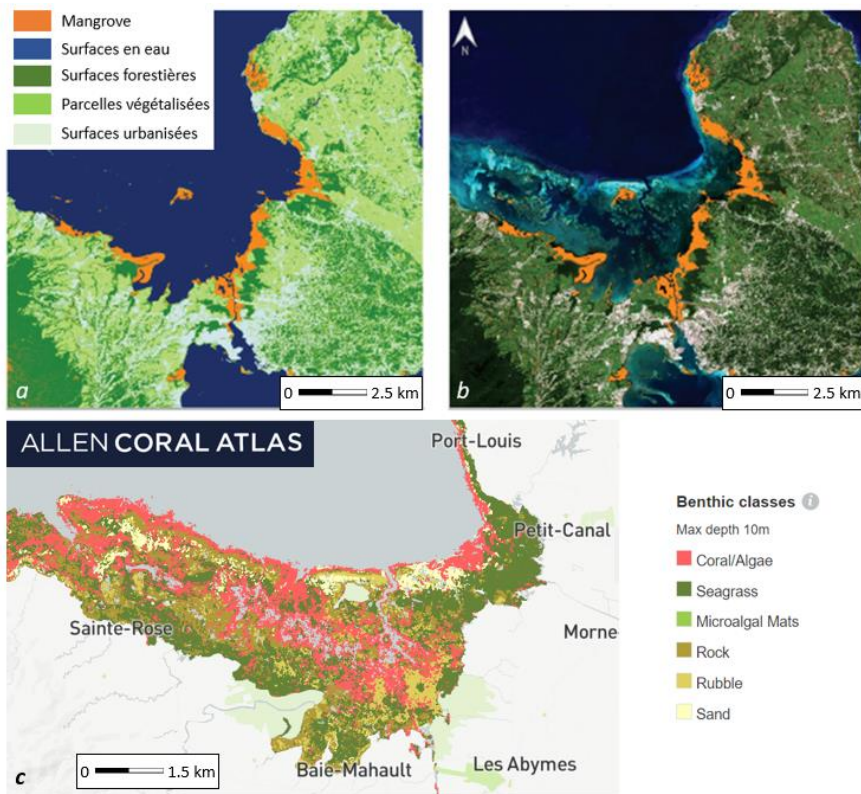 Mangrove
Surfaces en eau
Surfaces forestières
Parcelles végétalisées
Surfaces urbanisées
a
0 2.5 km
N
b
0 2.5 km
ALLEN CORAL ATLAS
Port-Louis
Petit-Canal
Sainte-Rose
Morne
Baie-Mahault
Les Abymes
c
0 1.5 km
Benthic classes i
Max depth 10m
Coral/Algae
Seagrass
Microalgal Mats
Rock
Rubble
Sand